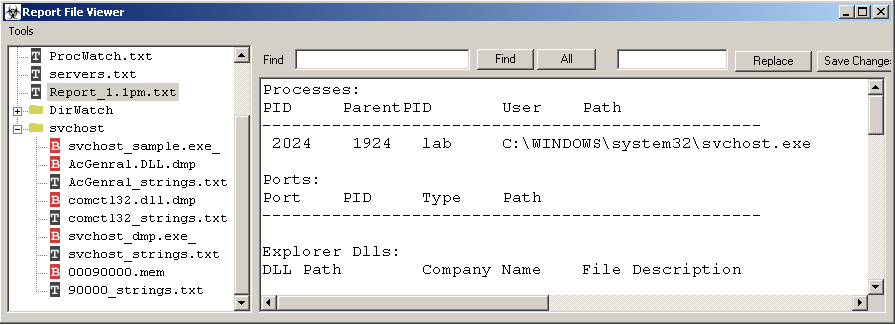 Report File Viewer
Tools
ProcWatch.txt
servers.txt
Report_1.1pm.txt
DirWatch
svchost
svchost_sample.exe_
AcGenral.DLL.dmp
AcGenral_strings.txt
comctl32.dll.dmp
comctl32_strings.txt
svchost_dmp.exe_
svchost_strings.txt
00090000.mem
90000_strings.txt
Find Find All Replace Save Change
Processes:
PID ParentPID User Path
--------------------------------------------------
2024 1924 lab C:\WINDOWS\system32\svchost.exe
Ports:
Port PID Type Path
--------------------------------------------------
Explorer Dlls:
DLL Path Company Name File Description